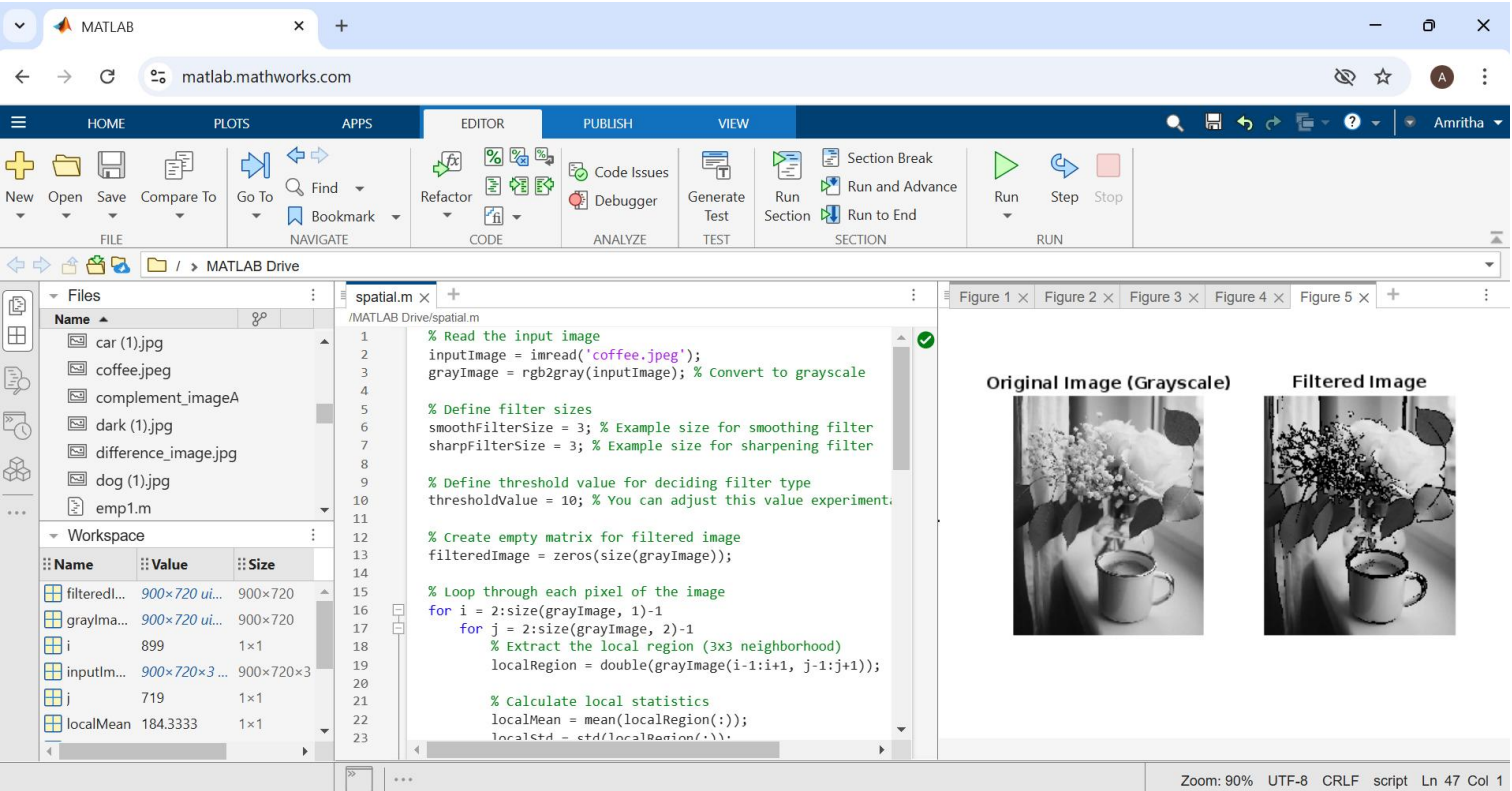 MATLAB
matlab.mathworks.com
A
HOME PLOTS APPS EDITOR PUBLISH VIEW
? Amritha
New Open Save Compare To Go To Find Bookmark Refactor Code Issues Debugger Generate Test Run Section Section Break Run and Advance Run to End Run Step Stop
FILE NAVIGATE CODE ANALYZE TEST SECTION RUN
/ > MATLAB Drive
Files
Name
car (1).jpg
coffee.jpeg
complement_imageA
dark (1).jpg
difference_image.jpg
dog (1).jpg
emp1.m
Workspace
Name Value Size
filteredI... 900×720 ui... 900×720
grayIma... 900×720 ui... 900×720
i 899 1×1
inputIm... 900×720×3 ... 900×720×3
j 719 1×1
localMean 184.3333 1×1
spatial.m
/MATLAB Drive/spatial.m
1 % Read the input image
2 inputImage = imread('coffee.jpeg');
3 grayImage = rgb2gray(inputImage); % Convert to grayscale
4
5 % Define filter sizes
6 smoothFilterSize = 3; % Example size for smoothing filter
7 sharpFilterSize = 3; % Example size for sharpening filter
8
9 % Define threshold value for deciding filter type
10 thresholdValue = 10; % You can adjust this value experimenta
11
12 % Create empty matrix for filtered image
13 filteredImage = zeros(size(grayImage));
14
15 % Loop through each pixel of the image
16 for i = 2:size(grayImage, 1)-1
17 for j = 2:size(grayImage, 2)-1
18 % Extract the local region (3x3 neighborhood)
19 localRegion = double(grayImage(i-1:i+1, j-1:j+1));
20
21 % Calculate local statistics
22 localMean = mean(localRegion(:));
23 localStd = std(localRegion(:));
Figure 1 Figure 2 Figure 3 Figure 4 Figure 5
Original Image (Grayscale) Filtered Image
Zoom: 90% UTF-8 CRLF script Ln 47 Col 1